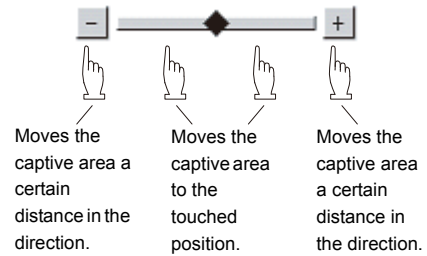 − +
Moves the
captive area a
certain
distance in the
direction.
Moves the
captive area
to the
touched
position.
Moves the
captive area
a certain
distance in
the direction.